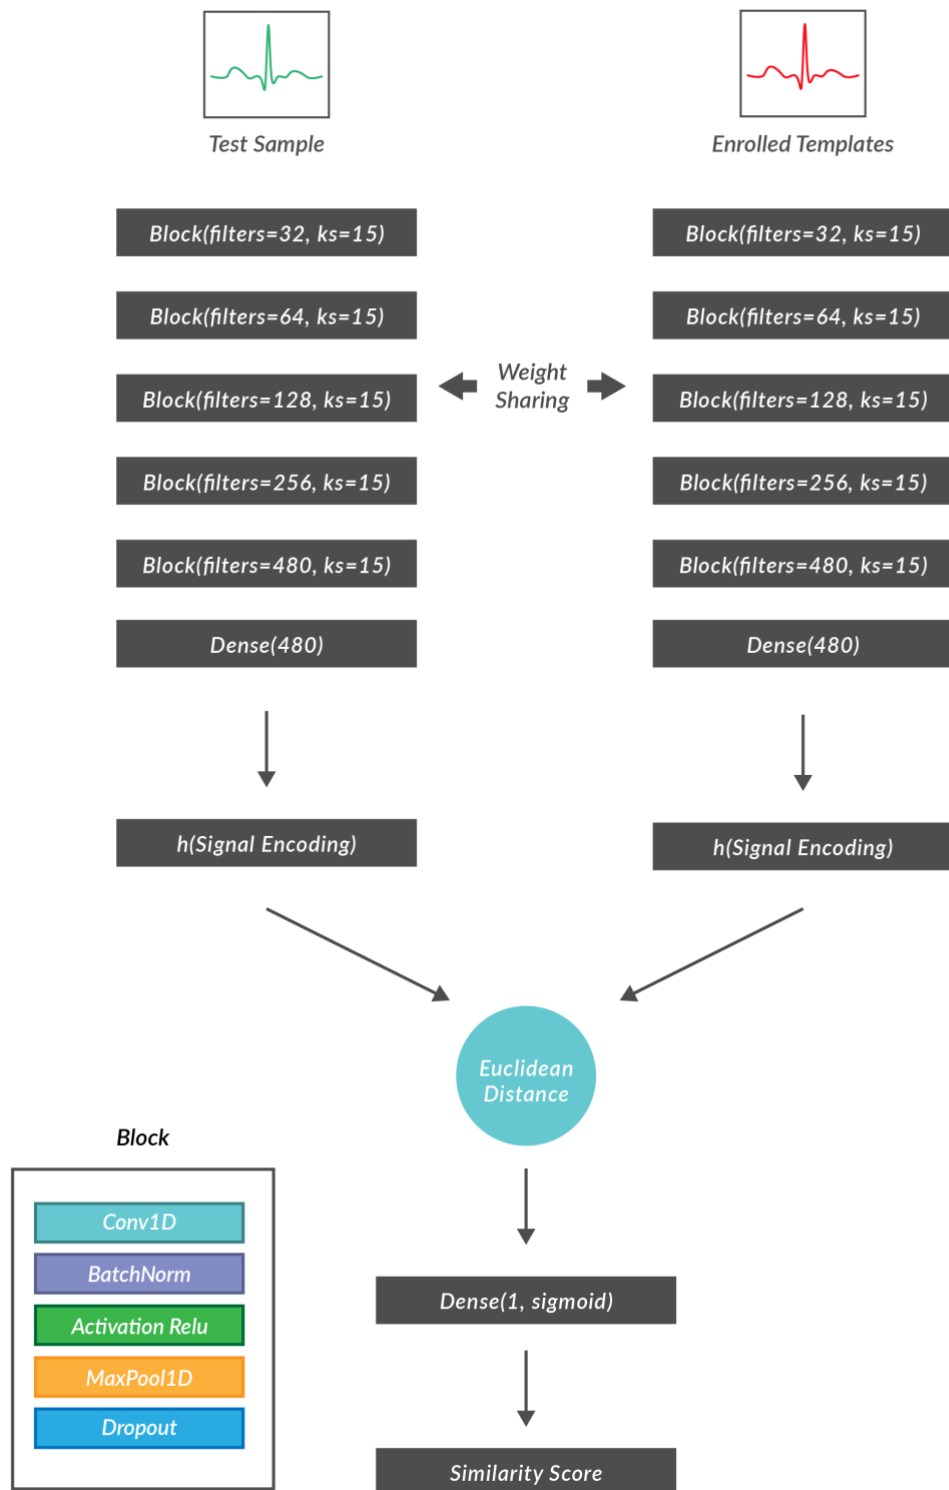 Test Sample
Enrolled Templates
Block(filters=32, ks=15)
Block(filters=32, ks=15)
Block(filters=64, ks=15)
Block(filters=64, ks=15)
Weight
Sharing
Block(filters=128, ks=15)
Block(filters=128, ks=15)
Block(filters=256, ks=15)
Block(filters=256, ks=15)
Block(filters=480, ks=15)
Block(filters=480, ks=15)
Dense(480)
Dense(480)
h(Signal Encoding)
h(Signal Encoding)
Euclidean
Distance
Block
Conv1D
BatchNorm
Activation Relu
MaxPool1D
Dropout
Dense(1, sigmoid)
Similarity Score